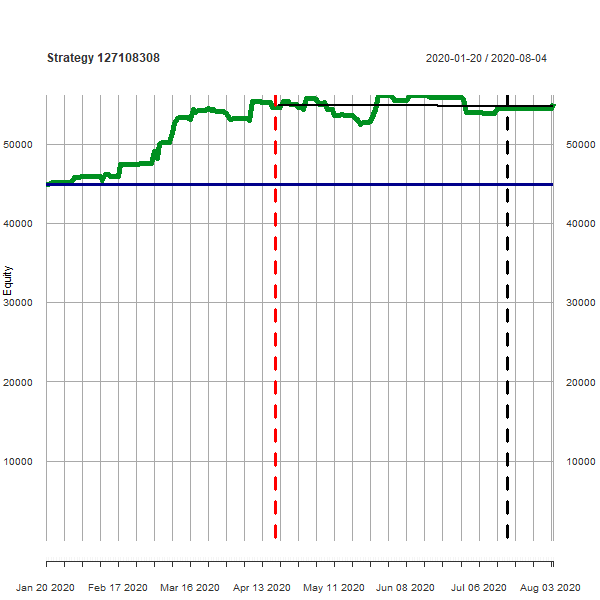 Strategy 127108308
2020-01-20 / 2020-08-04
50000 50000
40000 40000
Equity
30000 30000
20000 20000
10000 10000
Jan 20 2020 Feb 17 2020 Mar 16 2020 Apr 13 2020 May 11 2020 Jun 08 2020 Jul 06 2020 Aug 03 2020